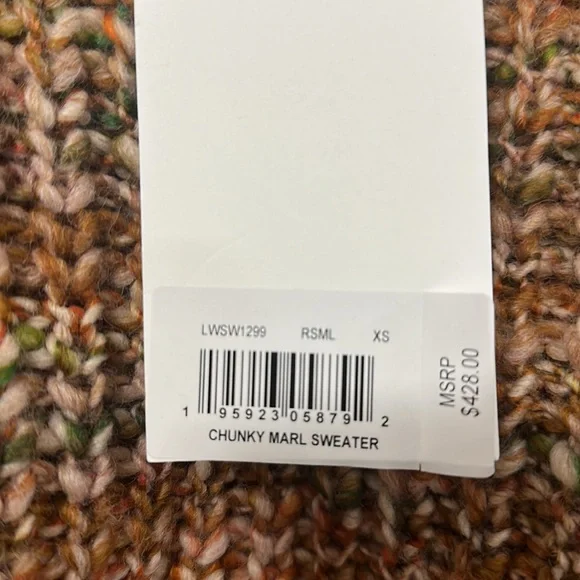 LWSW1299 RSML XS
1 95923 05879 2
CHUNKY MARL SWEATER
MSRP
$428.00